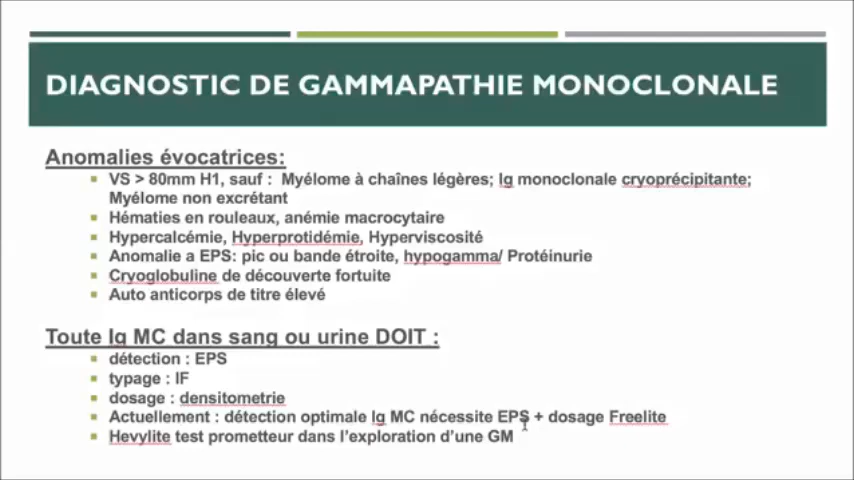 DIAGNOSTIC DE GAMMAPATHIE MONOCLONALE
Anomalies évocatrices:
VS > 80mm H1, sauf : Myélome à chaînes légères; Ig monoclonale cryoprécipitante;
Myélome non excrétant
Hématies en rouleaux, anémie macrocytaire
Hypercalcémie, Hyperprotidémie, Hyperviscosité
Anomalie a EPS: pic ou bande étroite, hypogamma/ Protéinurie
Cryoglobuline de découverte fortuite
Auto anticorps de titre élevé
Toute Ig MC dans sang ou urine DOIT :
détection : EPS
typage : IF
dosage : densitometrie
Actuellement : détection optimale Ig MC nécessite EPS + dosage Freelite
Hevylite test prometteur dans l'exploration d'une GM